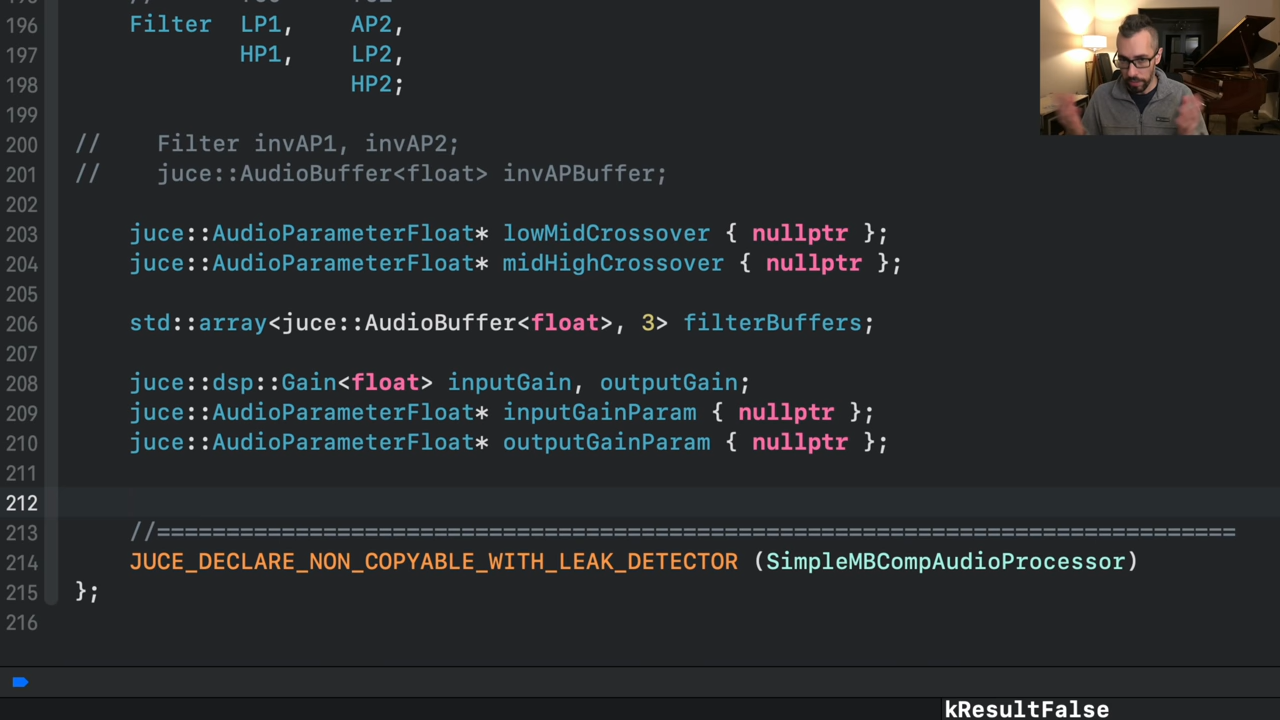 196 Filter LP1, AP2,
197 HP1, LP2,
198 HP2;
199
200 // Filter invAP1, invAP2;
201 // juce::AudioBuffer<float> invAPBuffer;
202
203 juce::AudioParameterFloat* lowMidCrossover { nullptr };
204 juce::AudioParameterFloat* midHighCrossover { nullptr };
205
206 std::array<juce::AudioBuffer<float>, 3> filterBuffers;
207
208 juce::dsp::Gain<float> inputGain, outputGain;
209 juce::AudioParameterFloat* inputGainParam { nullptr };
210 juce::AudioParameterFloat* outputGainParam { nullptr };
211
212
213 //==============================================================================
214 JUCE_DECLARE_NON_COPYABLE_WITH_LEAK_DETECTOR (SimpleMBCompAudioProcessor)
215 };
216
kResultFalse